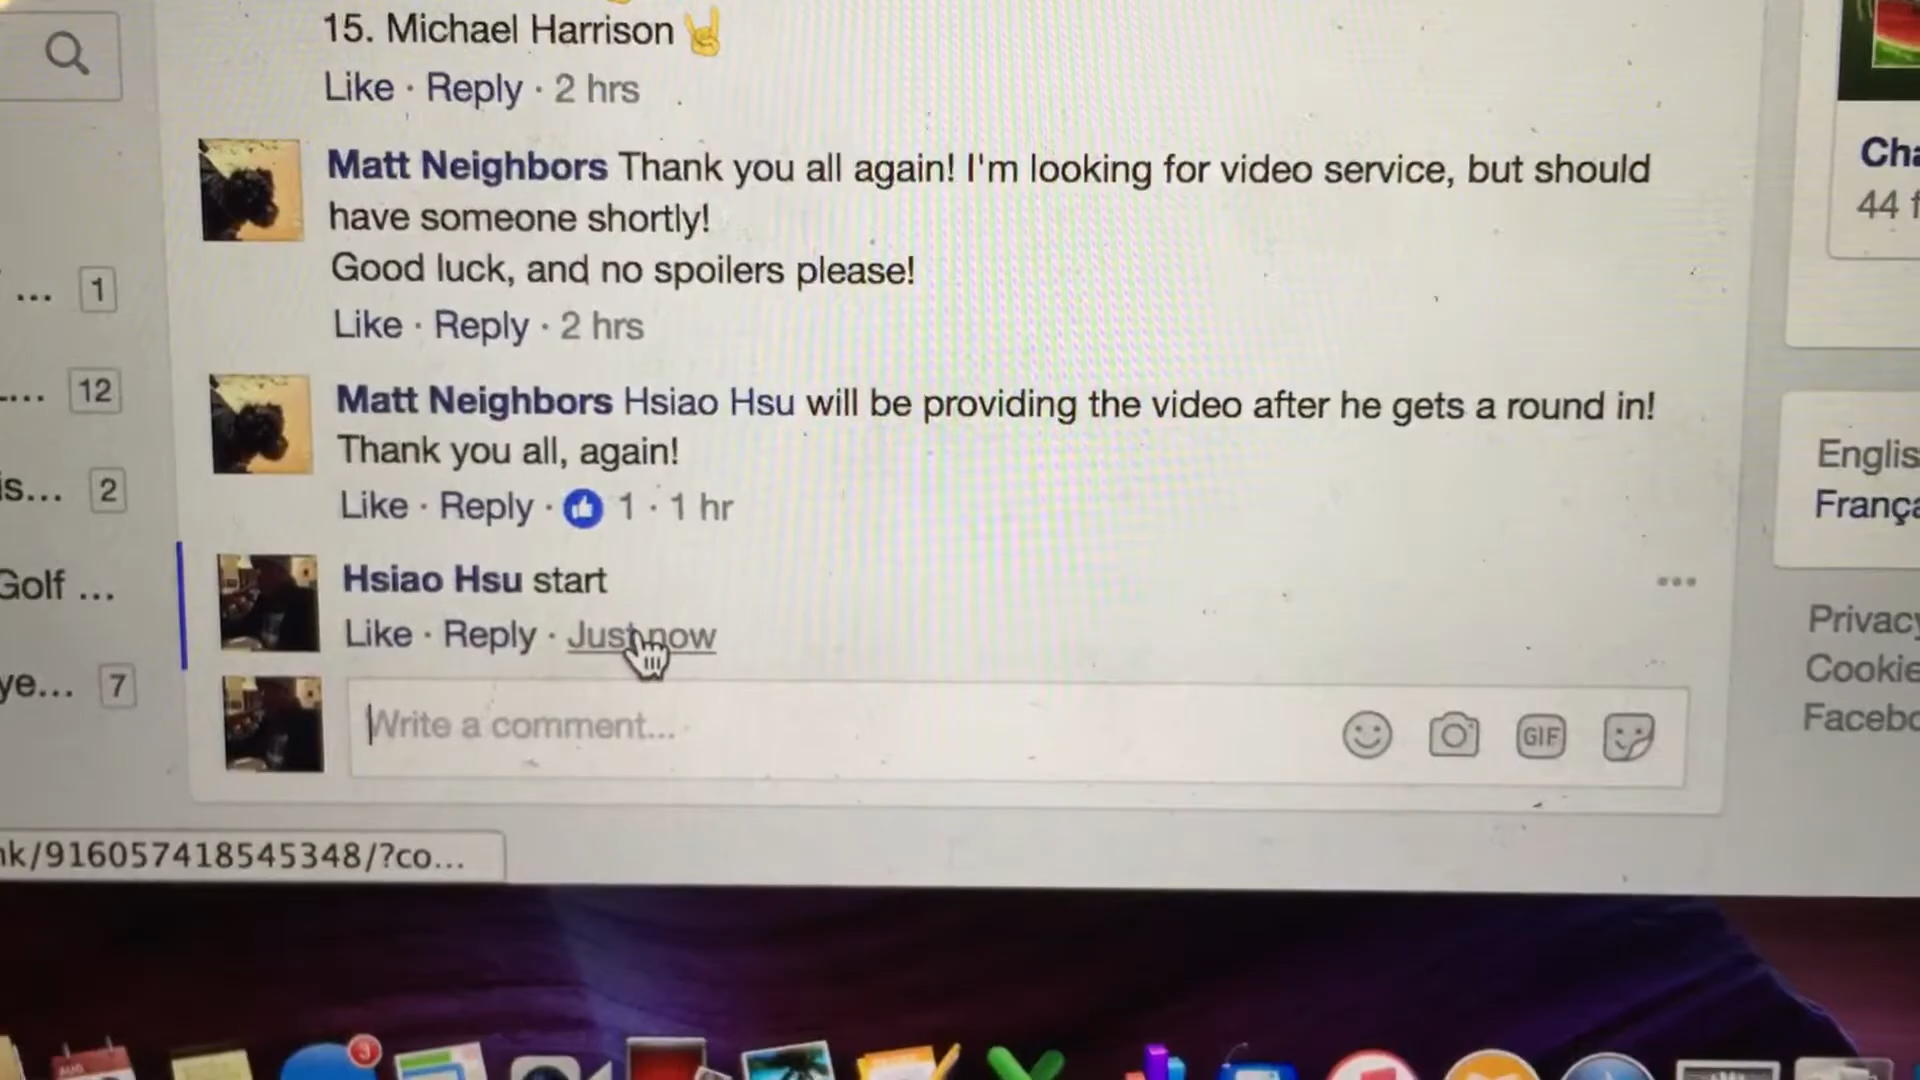 15. Michael Harrison 🤘
Like · Reply · 2 hrs
Matt Neighbors Thank you all again! I'm looking for video service, but should
have someone shortly!
Good luck, and no spoilers please!
Like · Reply · 2 hrs
Matt Neighbors Hsiao Hsu will be providing the video after he gets a round in!
Thank you all, again!
Like · Reply · 1 · 1 hr
Hsiao Hsu start
Like · Reply · Just now
Write a comment...
GIF
... 1
... 12
is... 2
Golf ...
ye... 7
Cha
44 f
Englis
França
Privacy
Cookie
Facebo
nk/916057418545348/?co...
AUG
3